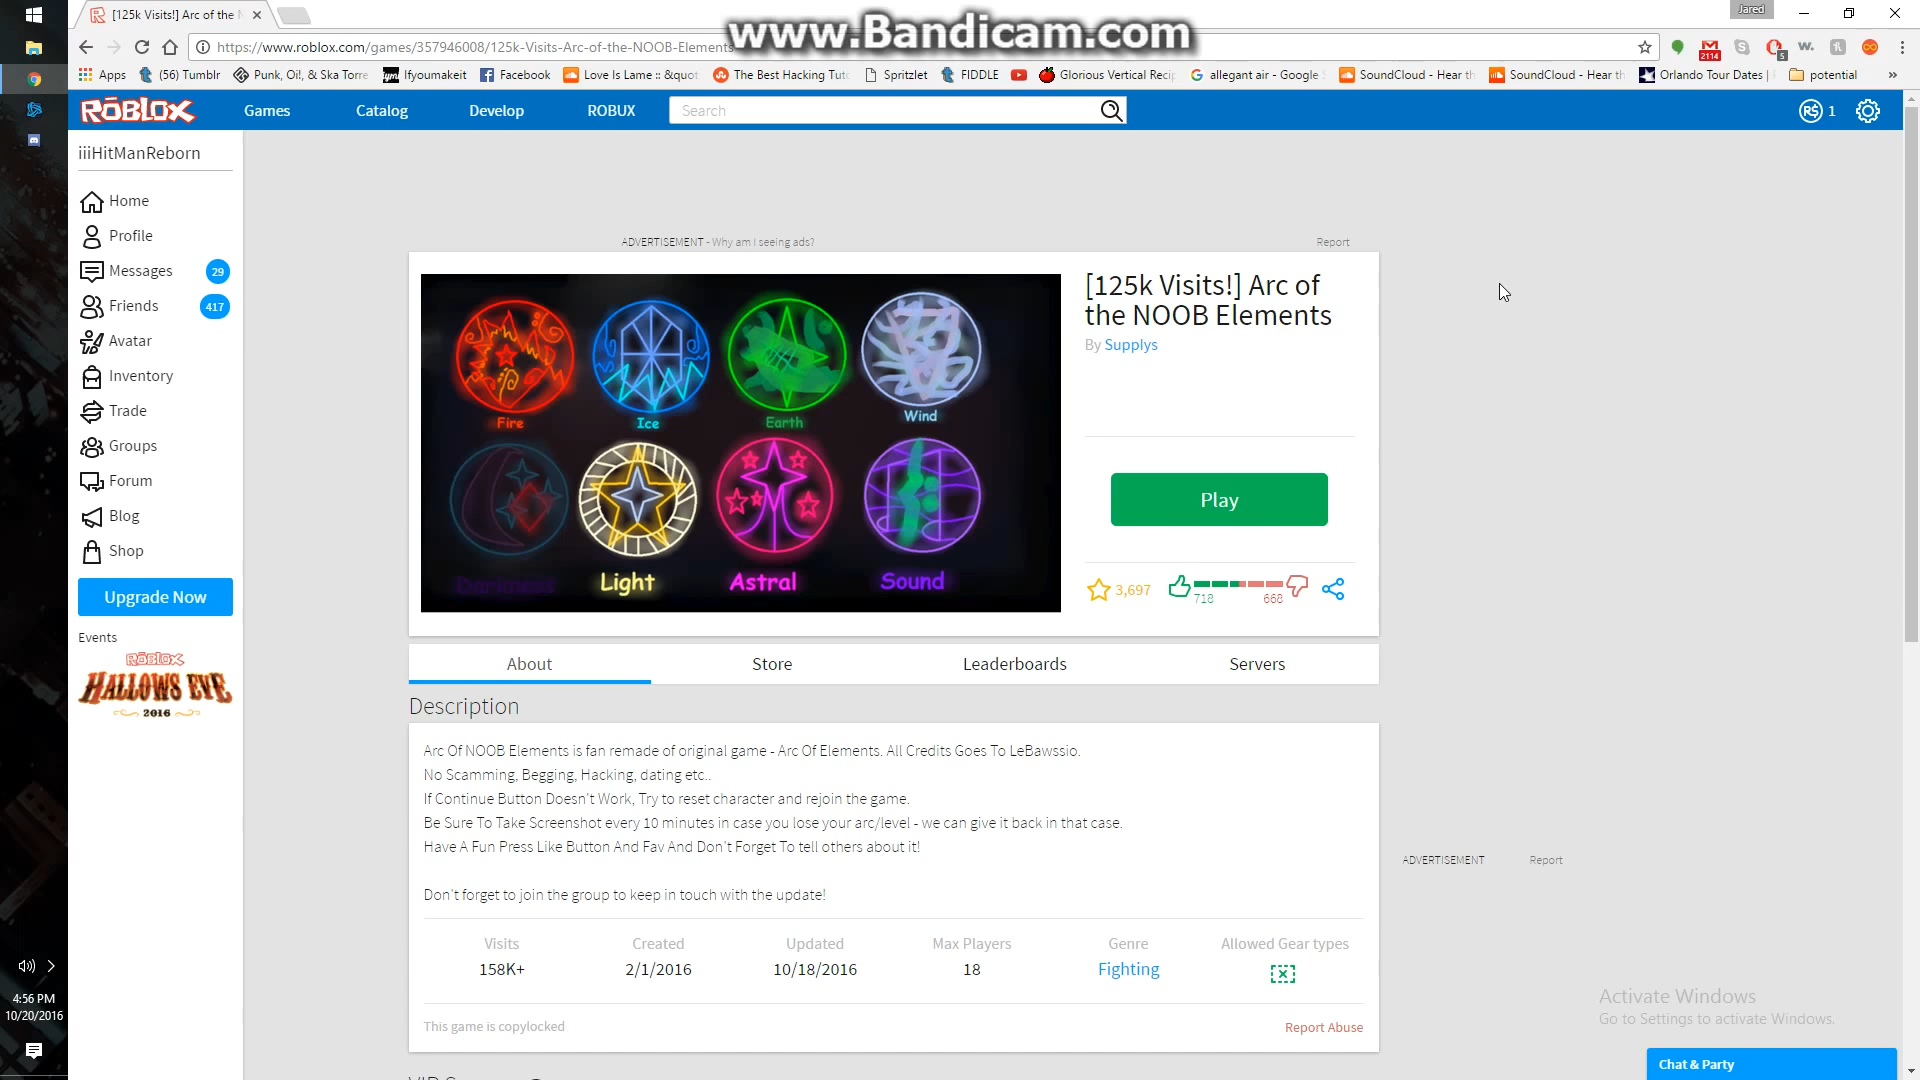 [125k Visits!] Arc of the N
Jared
www.Bandicam.com
https://www.roblox.com/games/357946008/125k-Visits-Arc-of-the-NOOB-Elements
2114
5
Apps
(56) Tumblr
Punk, Oi!, & Ska Torre
Ifyoumakeit
Facebook
Love Is Lame :: &quot
The Best Hacking Tut
Spritzlet
FIDDLE
Glorious Vertical Reci
allegant air - Google
SoundCloud - Hear th
SoundCloud - Hear th
Orlando Tour Dates |
potential
»
ROBLOX
Games
Catalog
Develop
ROBUX
Search
R$ 1
iiiHitManReborn
Home
Profile
Messages 29
Friends 417
Avatar
Inventory
Trade
Groups
Forum
Blog
Shop
Upgrade Now
Events
ROBLOX
HALLOWS EVE
2016
ADVERTISEMENT - Why am I seeing ads?
Report
Fire
Ice
Earth
Wind
Darkness
Light
Astral
Sound
[125k Visits!] Arc of
the NOOB Elements
By Supplys
Play
3,697
718
668
About
Store
Leaderboards
Servers
Description
Arc Of NOOB Elements is fan remade of original game - Arc Of Elements. All Credits Goes To LeBawssio.
No Scamming, Begging, Hacking, dating etc..
If Continue Button Doesn't Work, Try to reset character and rejoin the game.
Be Sure To Take Screenshot every 10 minutes in case you lose your arc/level - we can give it back in that case.
Have A Fun Press Like Button And Fav And Don't Forget To tell others about it!
Don't forget to join the group to keep in touch with the update!
Visits
Created
Updated
Max Players
Genre
Allowed Gear types
158K+
2/1/2016
10/18/2016
18
Fighting
This game is copylocked
Report Abuse
ADVERTISEMENT
Report
Activate Windows
Go to Settings to activate Windows.
Chat & Party
4:56 PM
10/20/2016